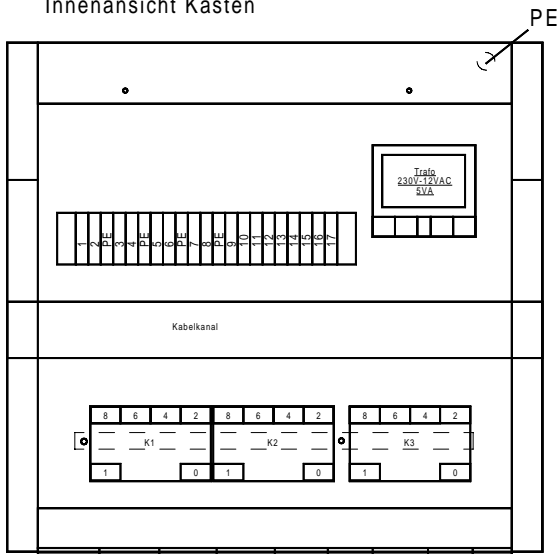 Innenansicht Kasten
PE
Trafo
230V-12VAC
5VA
1 2 PE 3 4 PE 5 6 PE 7 8 PE 9 10 11 12 13 14 15 16 17
Kabelkanal
8 6 4 2 8 6 4 2 8 6 4 2
K1 K2 K3
1 0 1 0 1 0